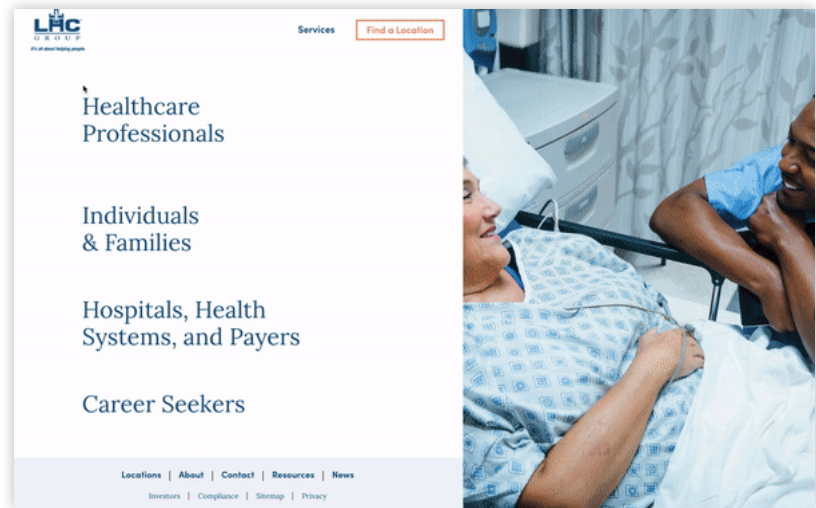 LHC
GROUP
It's all about helping people.
Services
Find a Location
Healthcare
Professionals
Individuals
& Families
Hospitals, Health
Systems, and Payers
Career Seekers
Locations | About | Contact | Resources | News
Investors | Compliance | Sitemap | Privacy